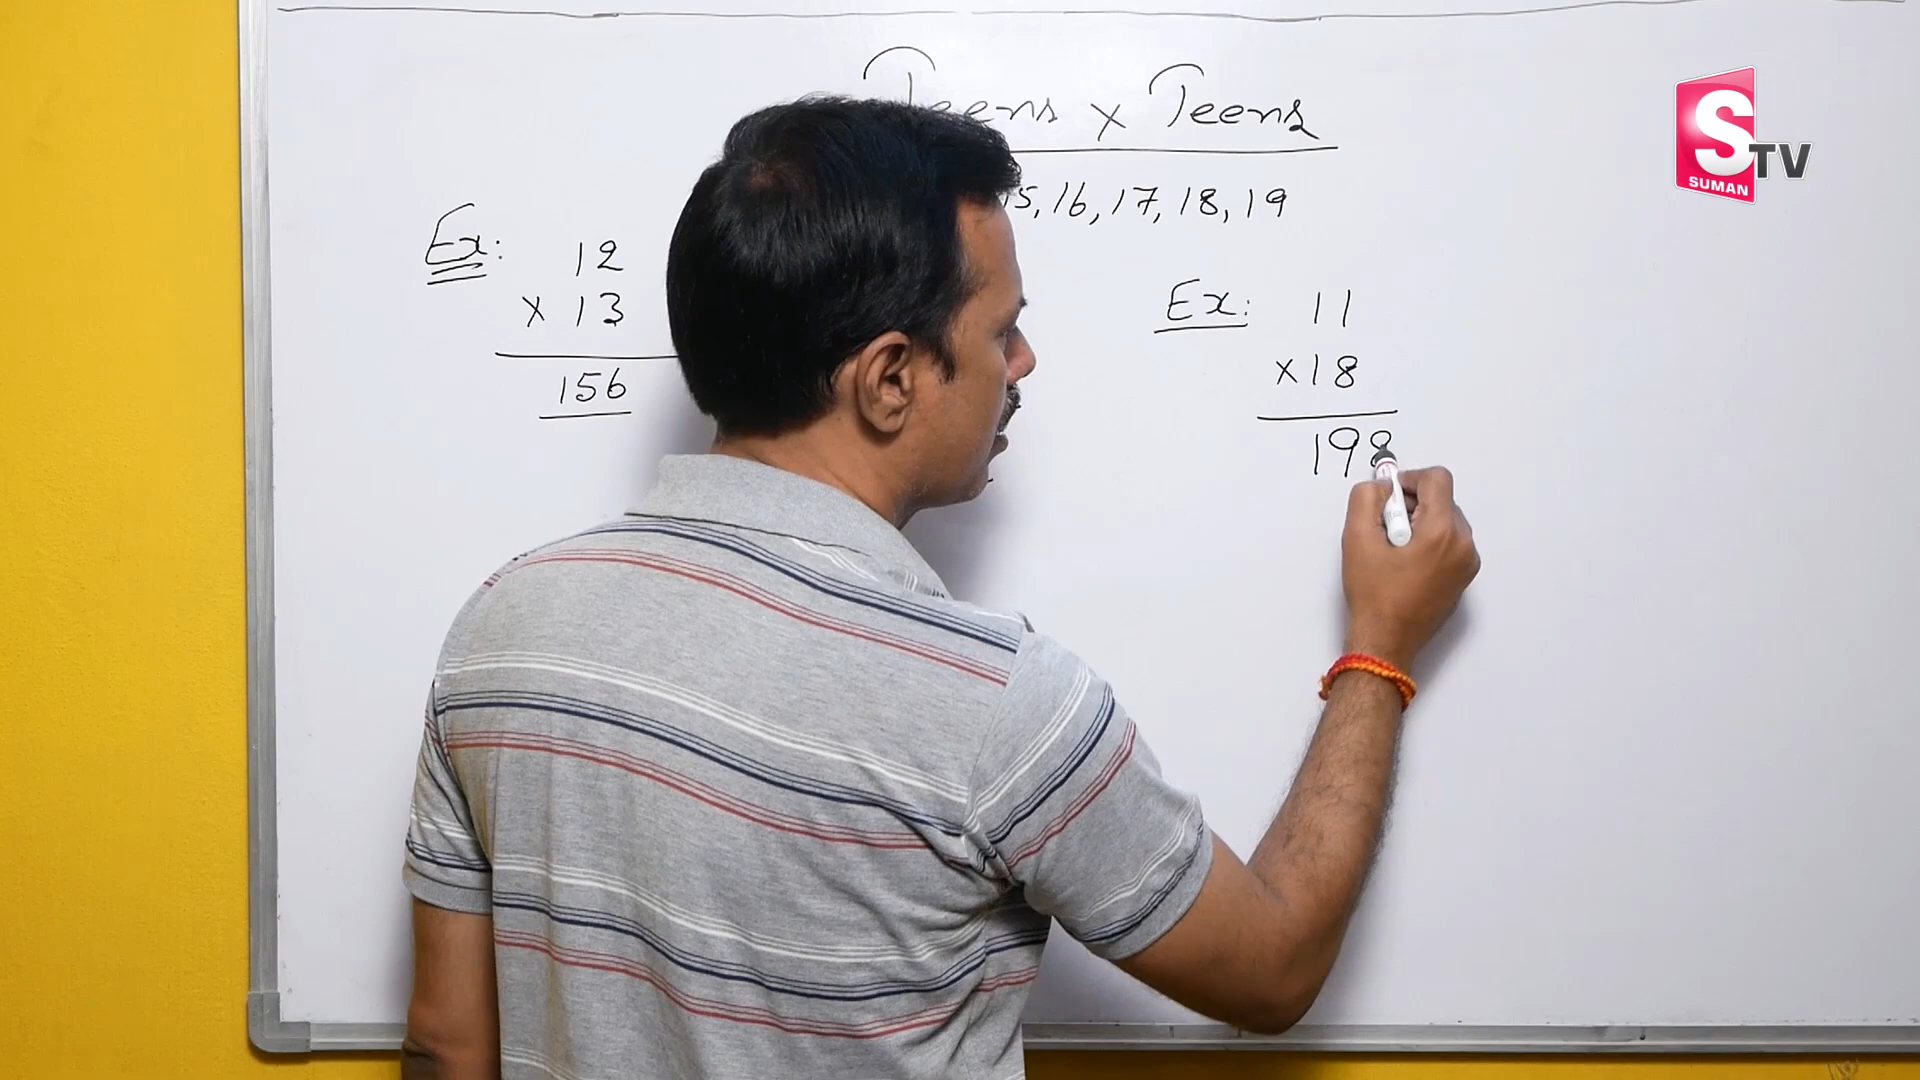 Teens x Teens
15, 16, 17, 18, 19
Ex: 12
x 13
156
Ex: 11
x 18
198
S TV
SUMAN